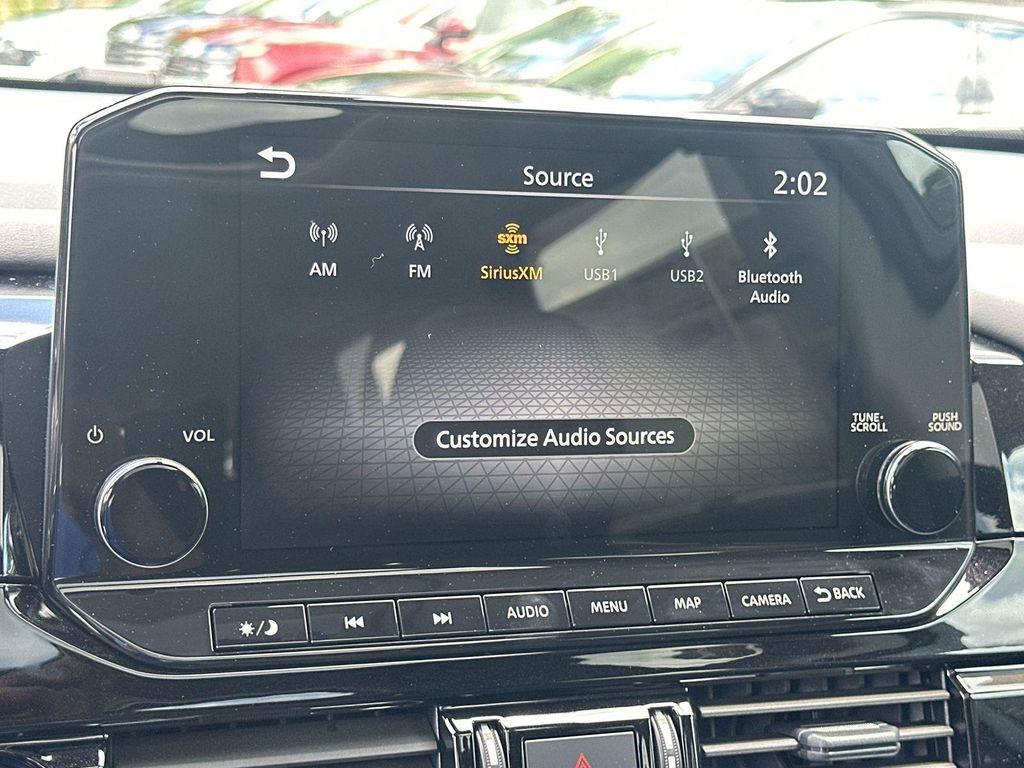 Source
2:02
sxm
AM
FM
SiriusXM
USB1
USB2
Bluetooth
Audio
Customize Audio Sources
VOL
TUNE•
SCROLL
PUSH
SOUND
AUDIO
MENU
MAP
CAMERA
BACK